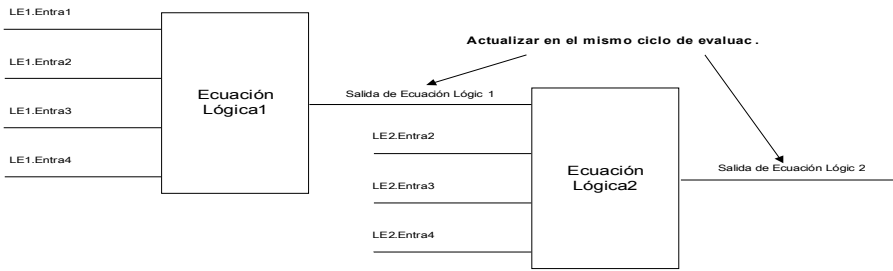 LE1.Entra1
LE1.Entra2
LE1.Entra3
LE1.Entra4
Ecuación
Lógica1
Actualizar en el mismo ciclo de evaluac .
Salida de Ecuación Lógic 1
LE2.Entra2
LE2.Entra3
LE2.Entra4
Ecuación
Lógica2
Salida de Ecuación Lógic 2